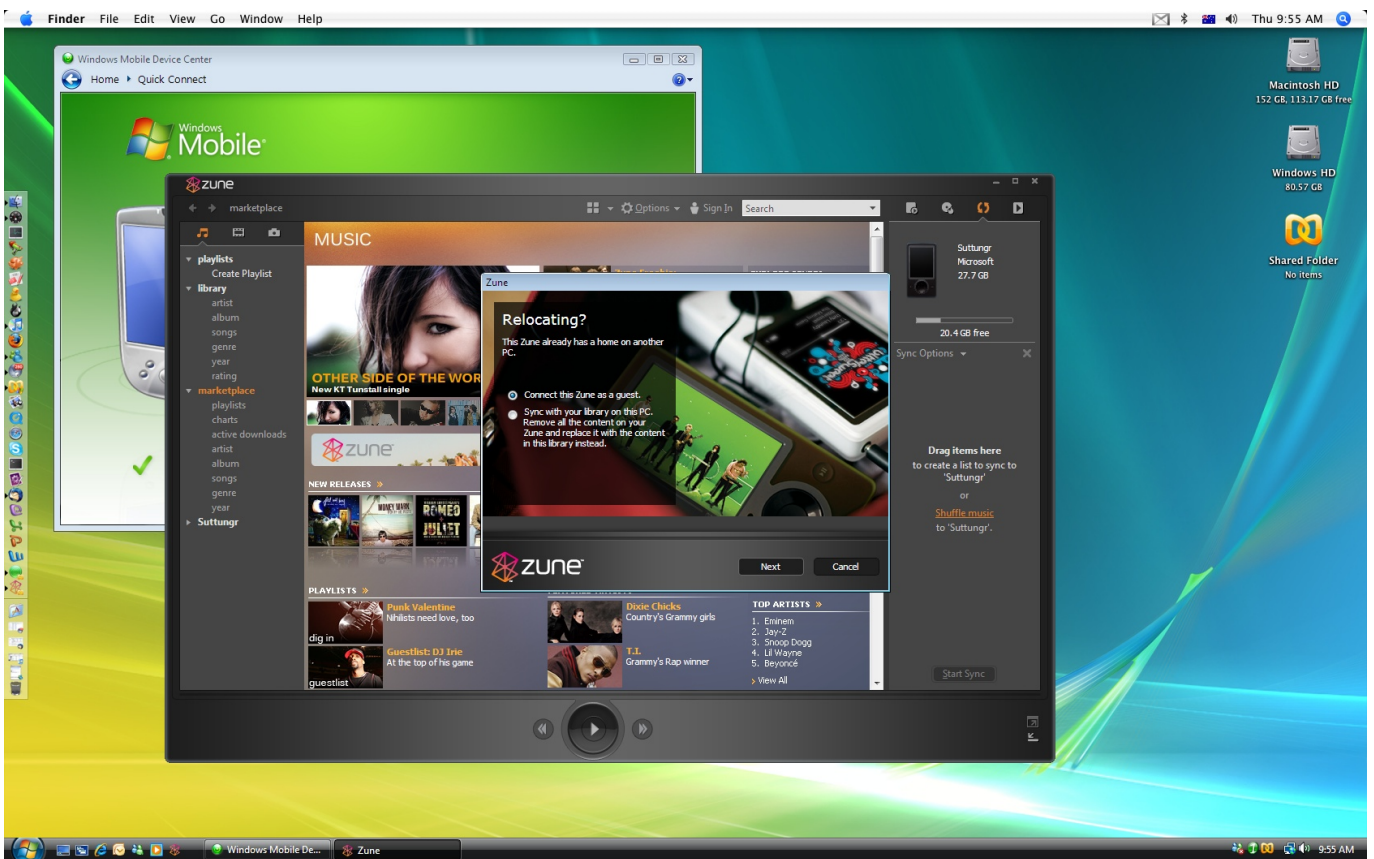 Finder File Edit View Go Window Help
Thu 9:55 AM
Windows Mobile Device Center
Home Quick Connect
Windows
Mobile
Macintosh HD
152 GB, 113.17 GB free
Windows HD
80.57 GB
Shared Folder
No items
zune
marketplace
Options
Sign In
Search
playlists
Create Playlist
library
artist
album
songs
genre
year
rating
marketplace
playlists
charts
active downloads
artist
album
songs
genre
year
Suttungr
MUSIC
OTHER SIDE OF THE WOR
New KT Tunstall single
zune
NEW RELEASES »
MONEY MARK
ROMEO
JULIET
PLAYLISTS »
Punk Valentine
Nihilists need love, too
dig in
Guestlist: DJ Irie
At the top of his game
guestlist
Dixie Chicks
Country's Grammy girls
T.I.
Grammy's Rap winner
TOP ARTISTS »
1. Eminem
2. Jay-Z
3. Snoop Dogg
4. Lil Wayne
5. Beyoncé
View All
Zune
Relocating?
This Zune already has a home on another
PC.
Connect this Zune as a guest.
Sync with your library on this PC.
Remove all the content on your
Zune and replace it with the content
in this library instead.
zune
Next
Cancel
Suttungr
Microsoft
27.7 GB
20.4 GB free
Sync Options
Drag items here
to create a list to sync to
'Suttungr'
or
Shuffle music
to 'Suttungr'.
Start Sync
Windows Mobile De...
Zune
9:55 AM